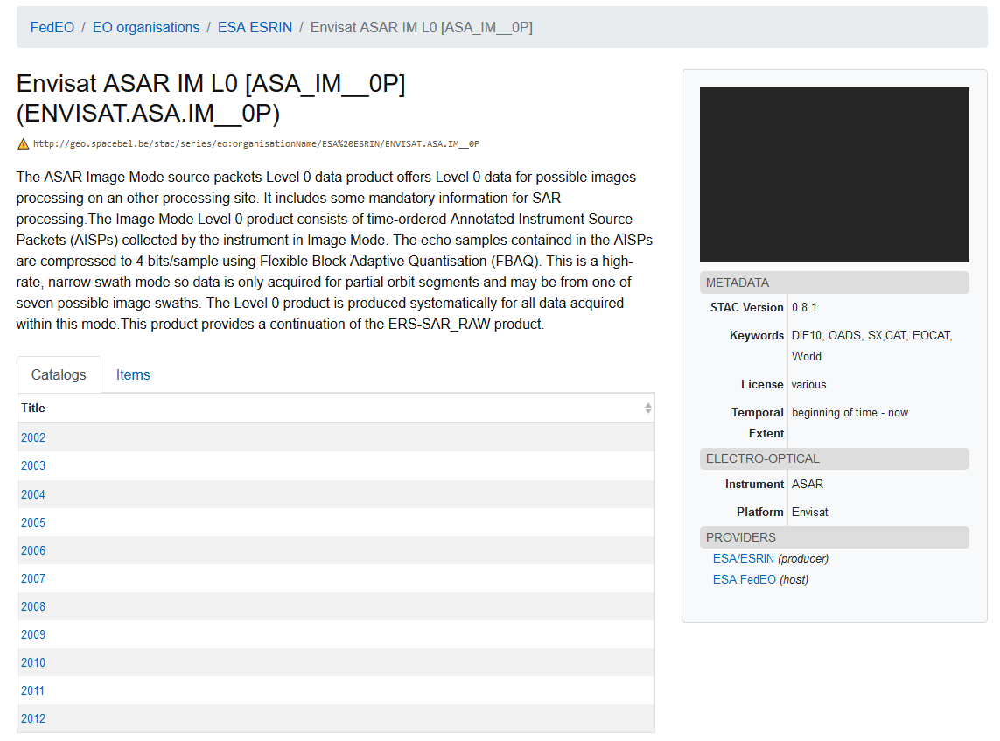 FedEO / EO organisations / ESA ESRIN / Envisat ASAR IM L0 [ASA_IM__0P]
Envisat ASAR IM L0 [ASA_IM__0P]
(ENVISAT.ASA.IM__0P)
http://geo.spacebel.be/stac/series/eo:organisationName/ESA%20ESRIN/ENVISAT.ASA.IM__0P
The ASAR Image Mode source packets Level 0 data product offers Level 0 data for possible images
processing on an other processing site. It includes some mandatory information for SAR
processing.The Image Mode Level 0 product consists of time-ordered Annotated Instrument Source
Packets (AISPs) collected by the instrument in Image Mode. The echo samples contained in the AISPs
are compressed to 4 bits/sample using Flexible Block Adaptive Quantisation (FBAQ). This is a high-
rate, narrow swath mode so data is only acquired for partial orbit segments and may be from one of
seven possible image swaths. The Level 0 product is produced systematically for all data acquired
within this mode.This product provides a continuation of the ERS-SAR_RAW product.
Catalogs Items
Title
2002
2003
2004
2005
2006
2007
2008
2009
2010
2011
2012
METADATA
STAC Version 0.8.1
Keywords DIF10, OADS, SX,CAT, EOCAT,
World
License various
Temporal beginning of time - now
Extent
ELECTRO-OPTICAL
Instrument ASAR
Platform Envisat
PROVIDERS
ESA/ESRIN (producer)
ESA FedEO (host)